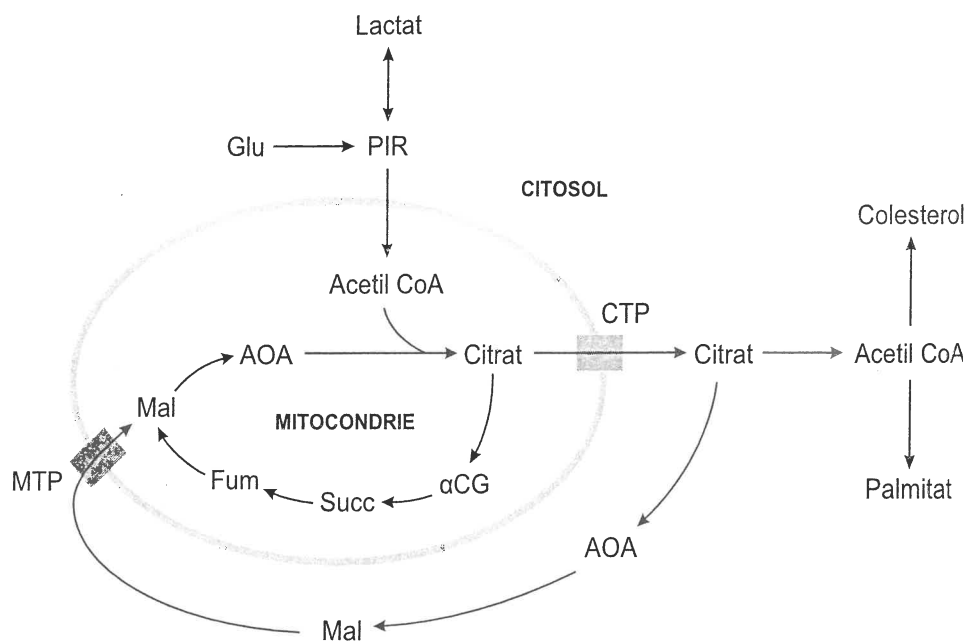 Lactat
Glu
PIR
CITOSOL
Colesterol
Acetil CoA
CTP
AOA
Citrat
Citrat
Acetil CoA
Mal
MITOCONDRIE
MTP
Fum
Succ
αCG
Palmitat
AOA
Mal